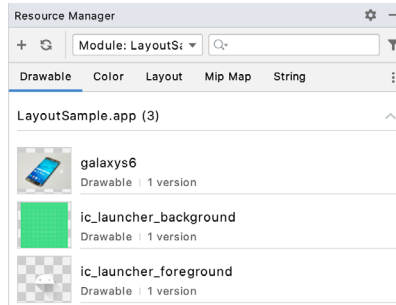 Resource Manager
Module: LayoutSa
Drawable Color Layout Mip Map String
LayoutSample.app (3)
galaxys6
Drawable | 1 version
ic_launcher_background
Drawable | 1 version
ic_launcher_foreground
Drawable | 1 version